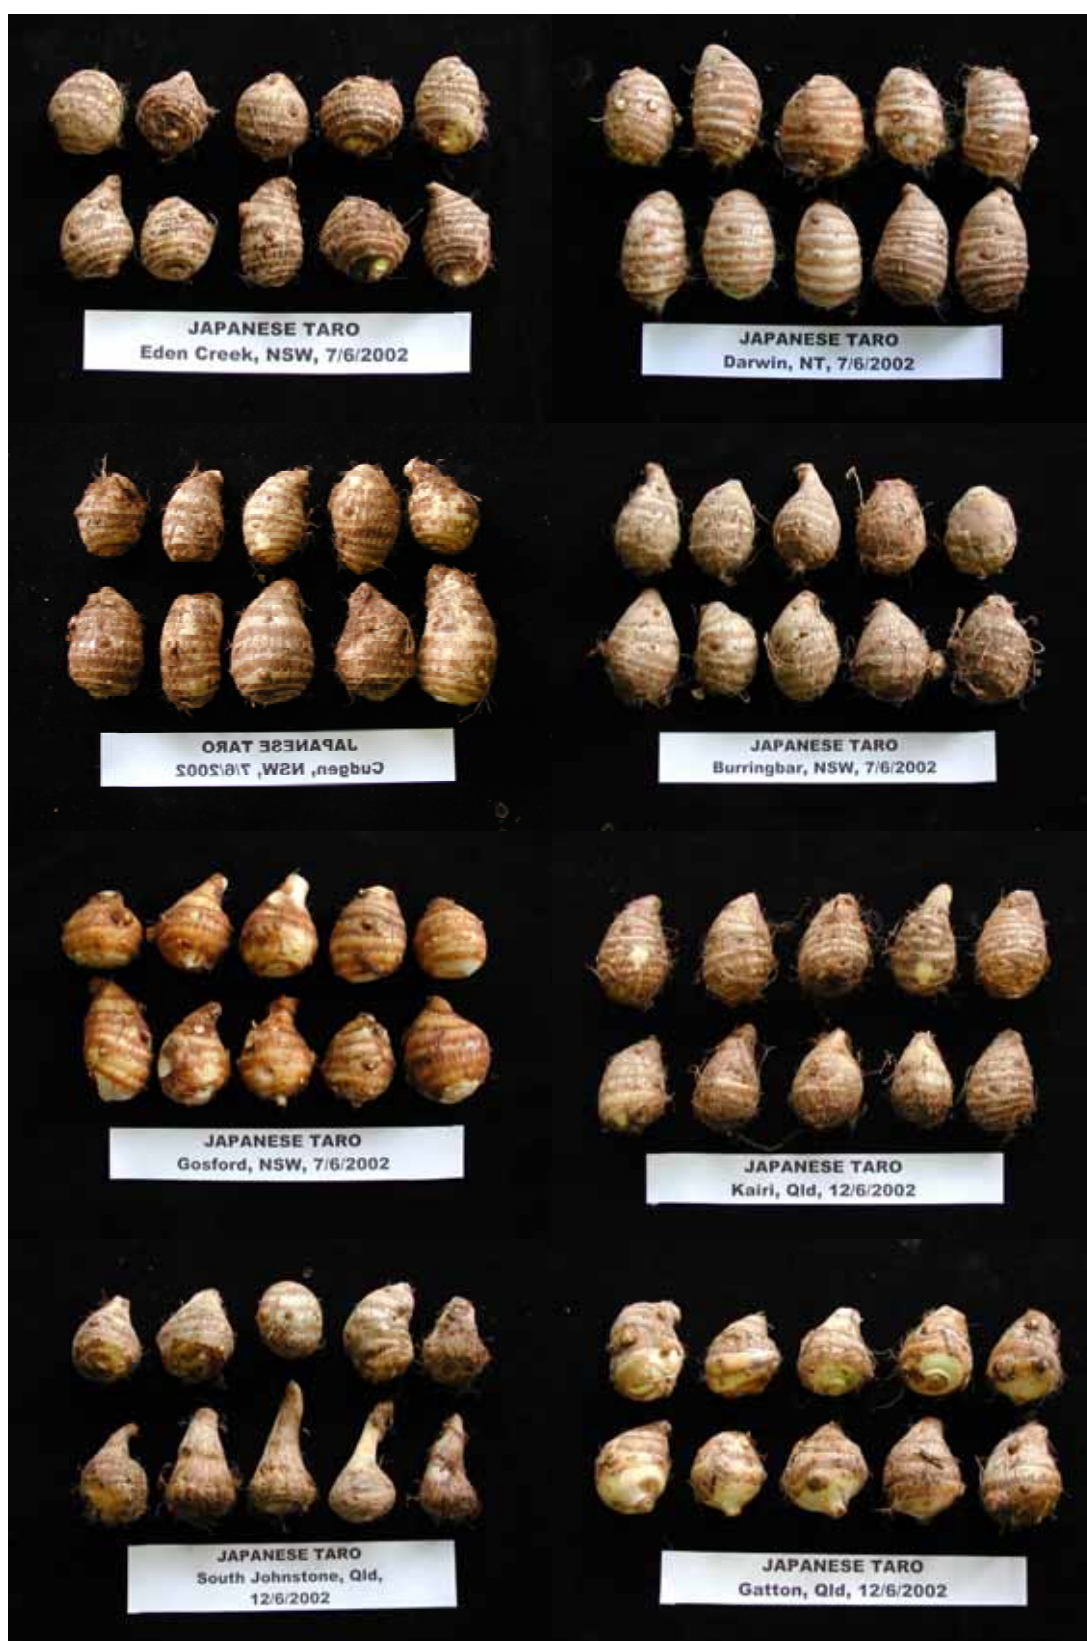 JAPANESE TARO
Eden Creek, NSW, 7/6/2002
JAPANESE TARO
Darwin, NT, 7/6/2002
JAPANESE TARO
Cudgen, NSW, 7/6/2002
JAPANESE TARO
Burringbar, NSW, 7/6/2002
JAPANESE TARO
Gosford, NSW, 7/6/2002
JAPANESE TARO
Kairi, Qld, 12/6/2002
JAPANESE TARO
South Johnstone, Qld,
12/6/2002
JAPANESE TARO
Gatton, Qld, 12/6/2002